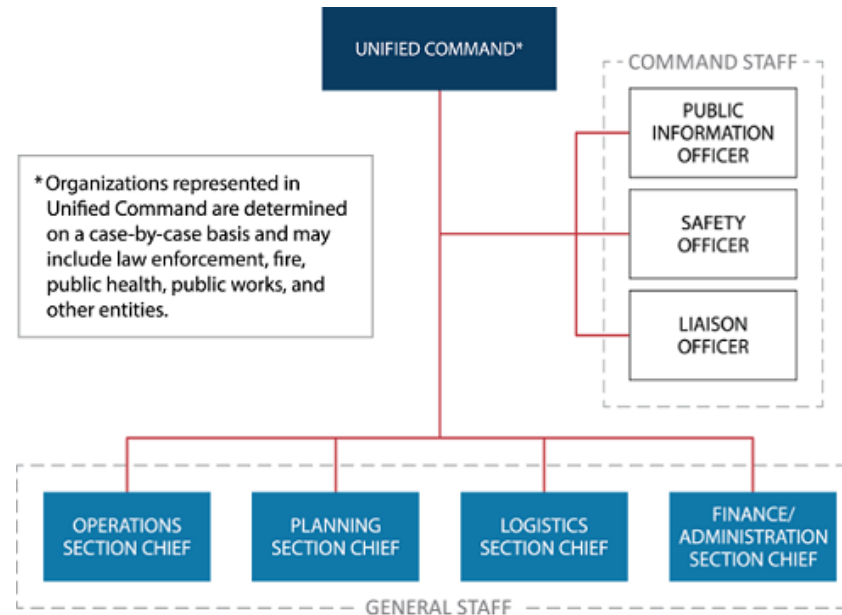 UNIFIED COMMAND*
COMMAND STAFF
PUBLIC
INFORMATION
OFFICER
SAFETY
OFFICER
LIAISON
OFFICER
* Organizations represented in
Unified Command are determined
on a case-by-case basis and may
include law enforcement, fire,
public health, public works, and
other entities.
OPERATIONS
SECTION CHIEF
PLANNING
SECTION CHIEF
LOGISTICS
SECTION CHIEF
FINANCE/
ADMINISTRATION
SECTION CHIEF
GENERAL STAFF